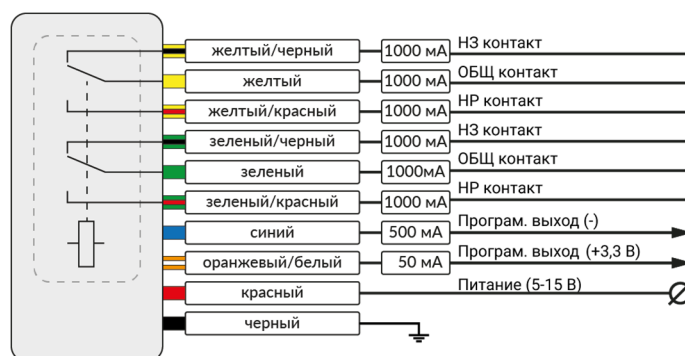 желтый/черный 1000 мА НЗ контакт
желтый 1000 мА ОБЩ контакт
желтый/красный 1000 мА НР контакт
зеленый/черный 1000 мА НЗ контакт
зеленый 1000мА ОБЩ контакт
зеленый/красный 1000 мА НР контакт
синий 500 мА Програм. выход (-)
оранжевый/белый 50 мА Програм. выход (+3,3 В)
красный Питание (5-15 В)
черный